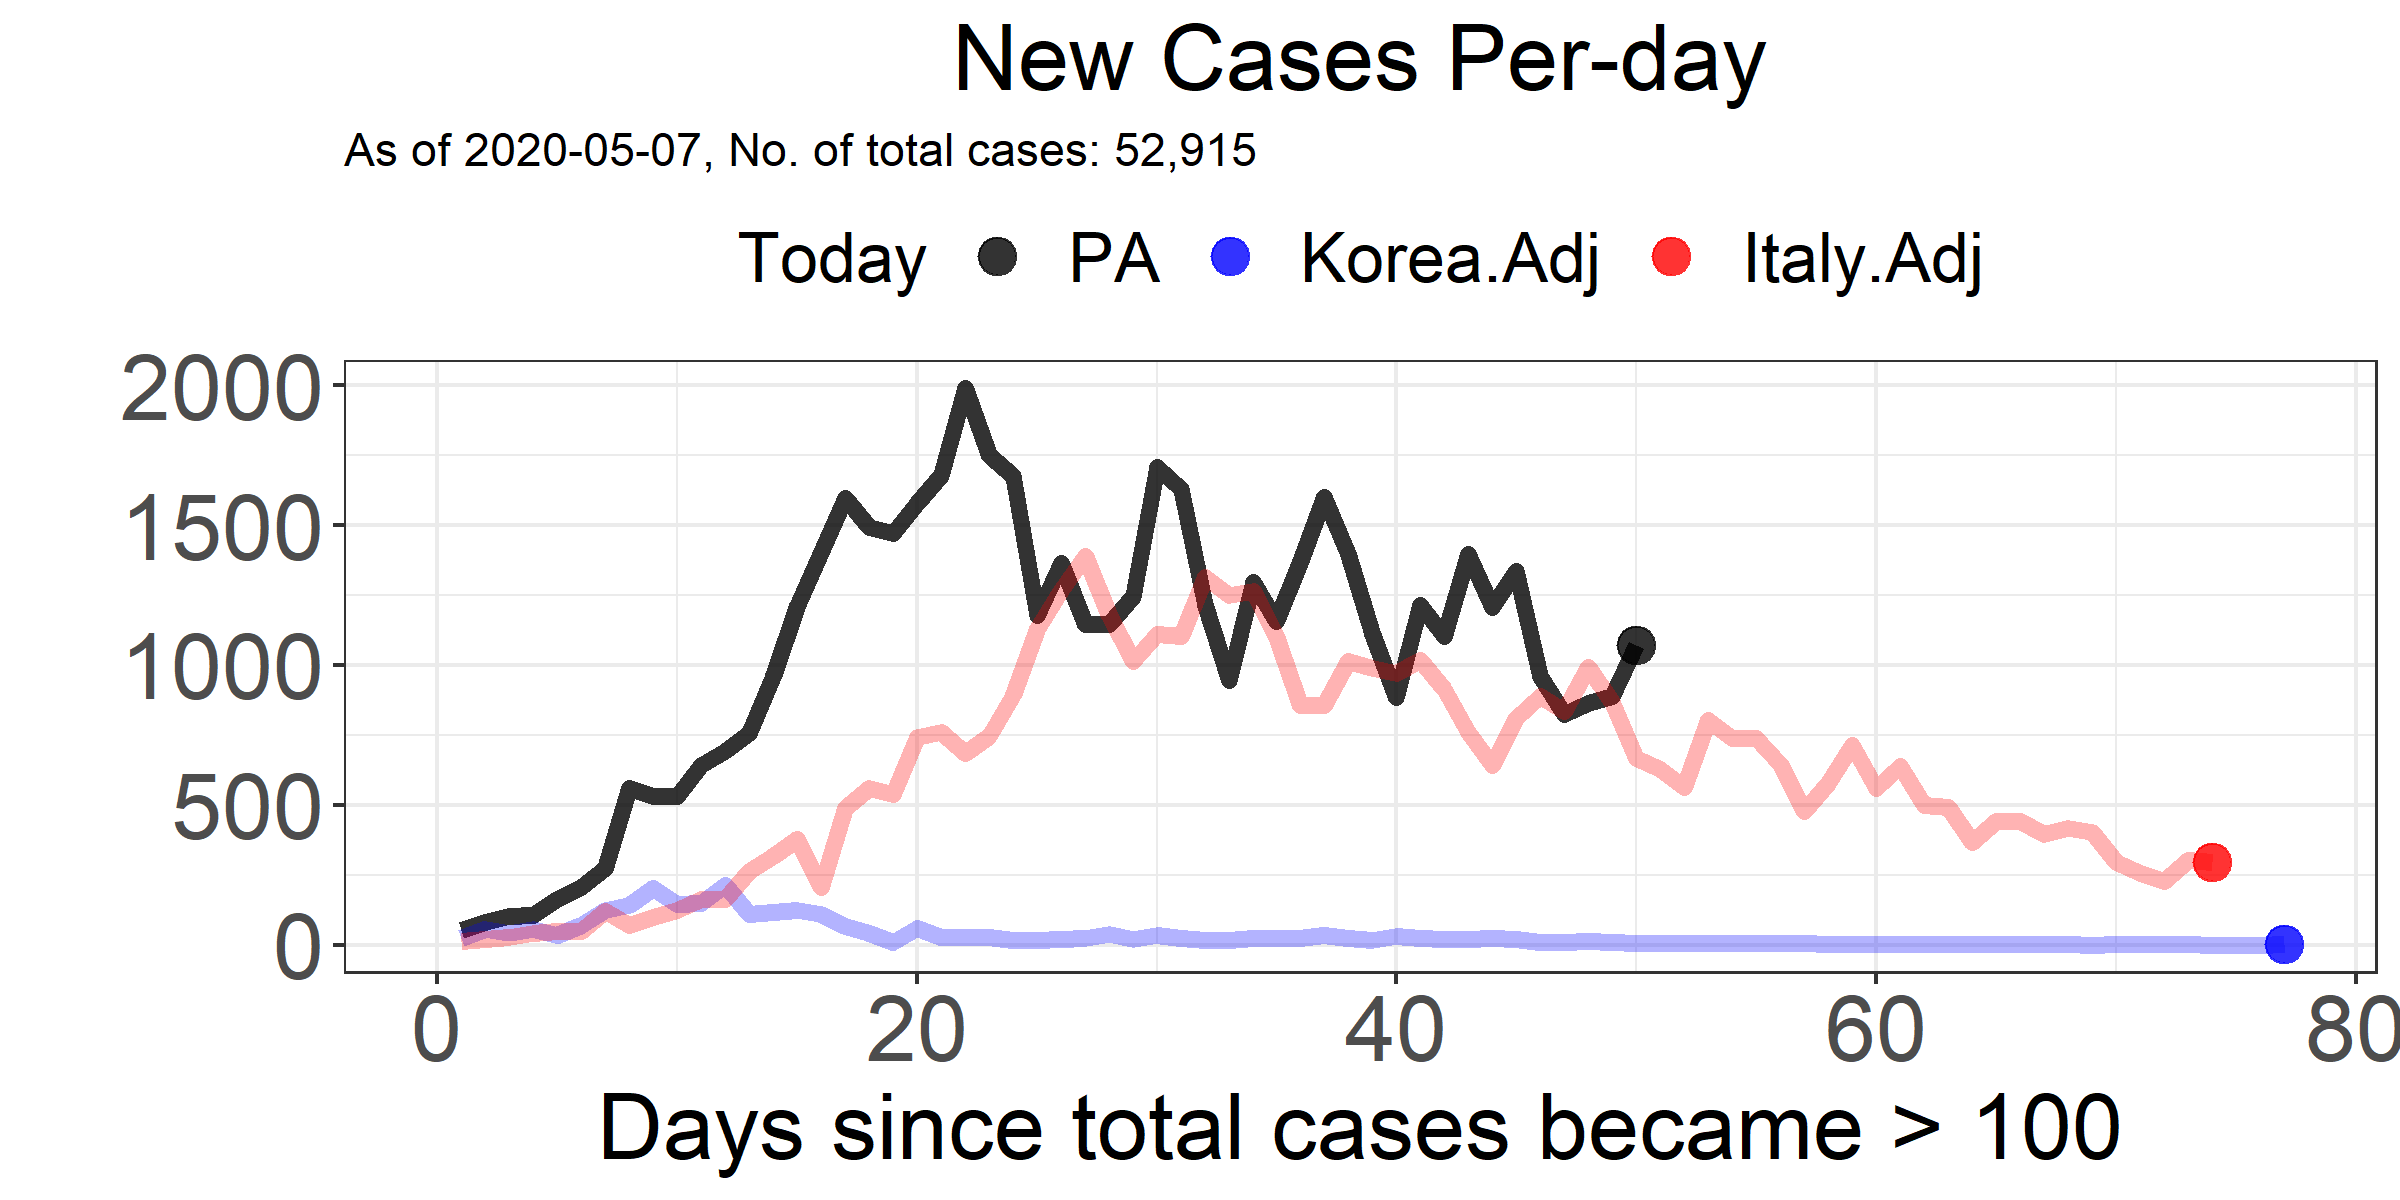 New Cases Per-day
As of 2020-05-07, No. of total cases: 52,915
Today PA Korea.Adj Italy.Adj
2000
1500
1000
500
0
0 20 40 60 80
Days since total cases became > 100